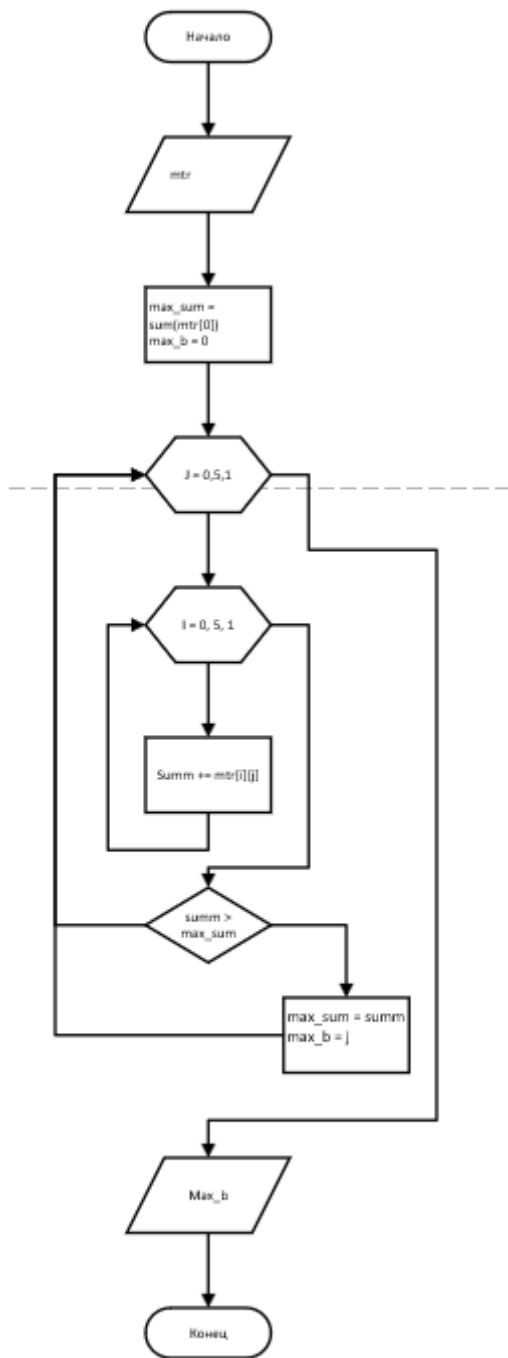 Начало
mtr
max_sum =
sum(mtr[0])
max_b = 0
J = 0,5,1
I = 0, 5, 1
Summ += mtr[i][j]
summ >
max_sum
max_sum = summ
max_b = j
Max_b
Конец